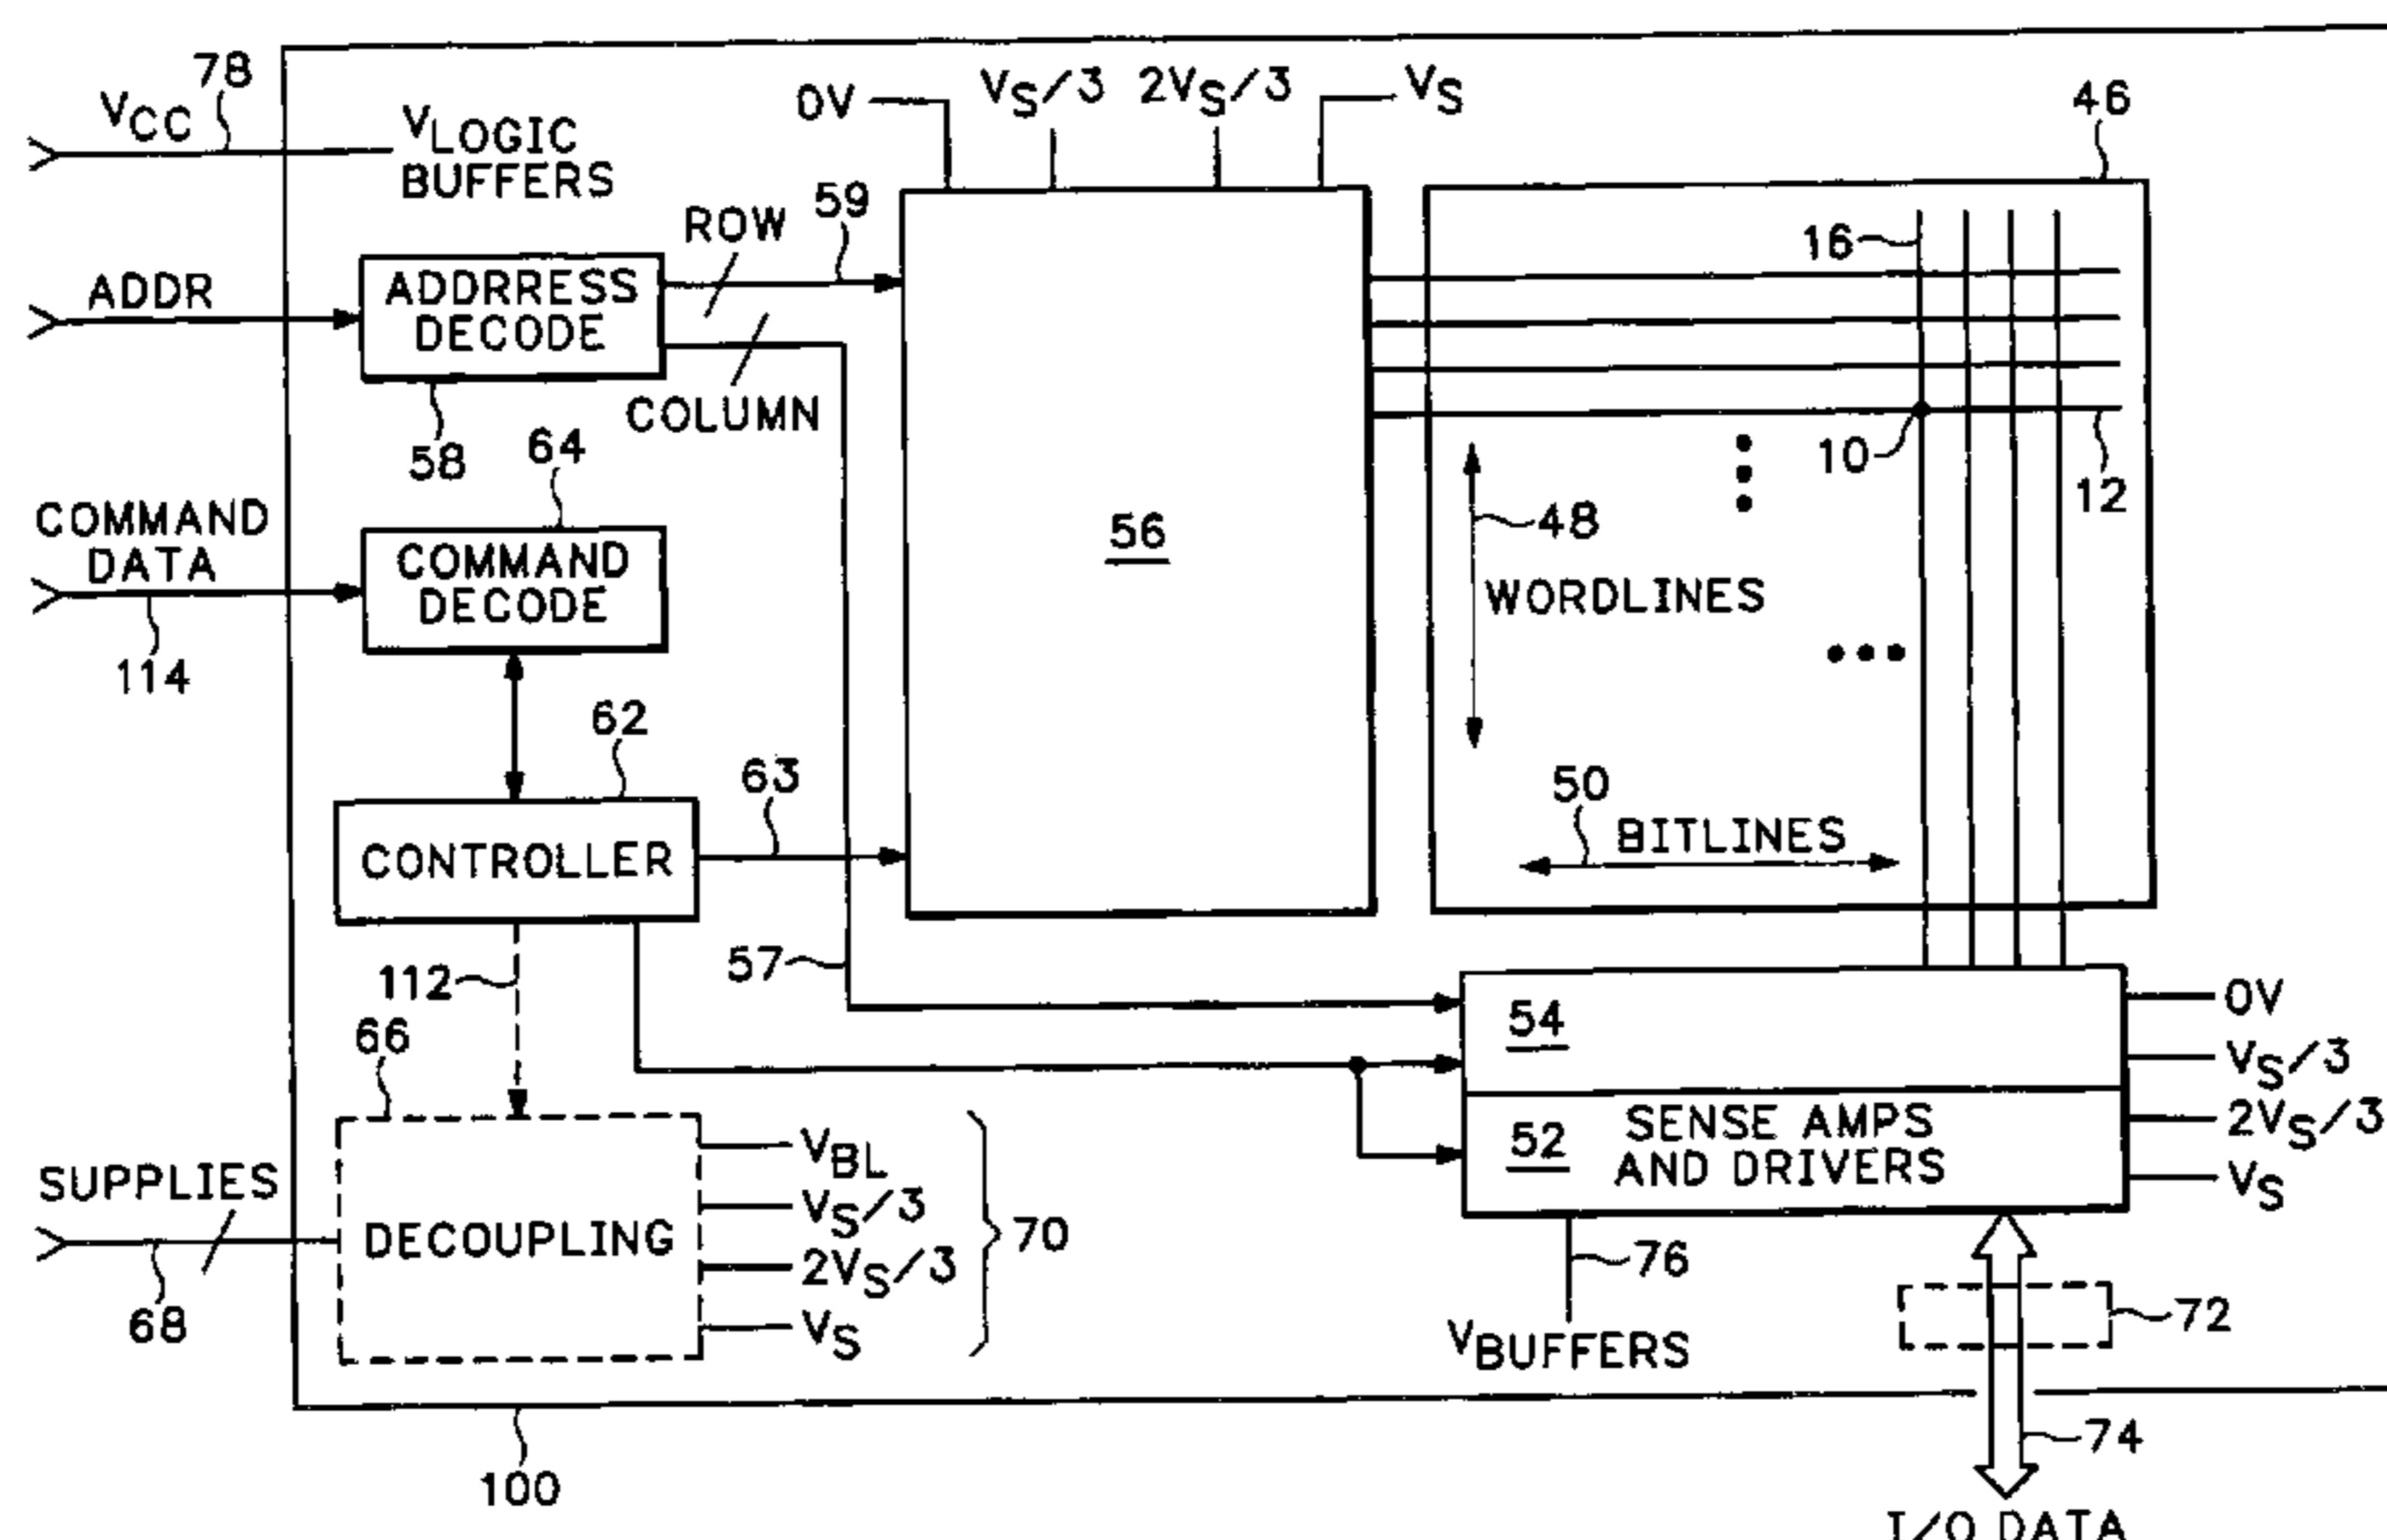 78
VCC
VLOGIC
BUFFERS
0V
VS/3
2VS/3
VS
46
ROW
59
16
ADDR
ADDRRESS
DECODE
COLUMN
58
64
10
12
COMMAND
DATA
COMMAND
DECODE
56
48
WORDLINES
114
62
63
50
BITLINES
CONTROLLER
57
112
66
54
0V
VS/3
52
SENSE AMPS
AND DRIVERS
2VS/3
VS
SUPPLIES
DECOUPLING
VBL
VS/3
2VS/3
VS
70
68
76
72
VBUFFERS
74
100
I/O DATA